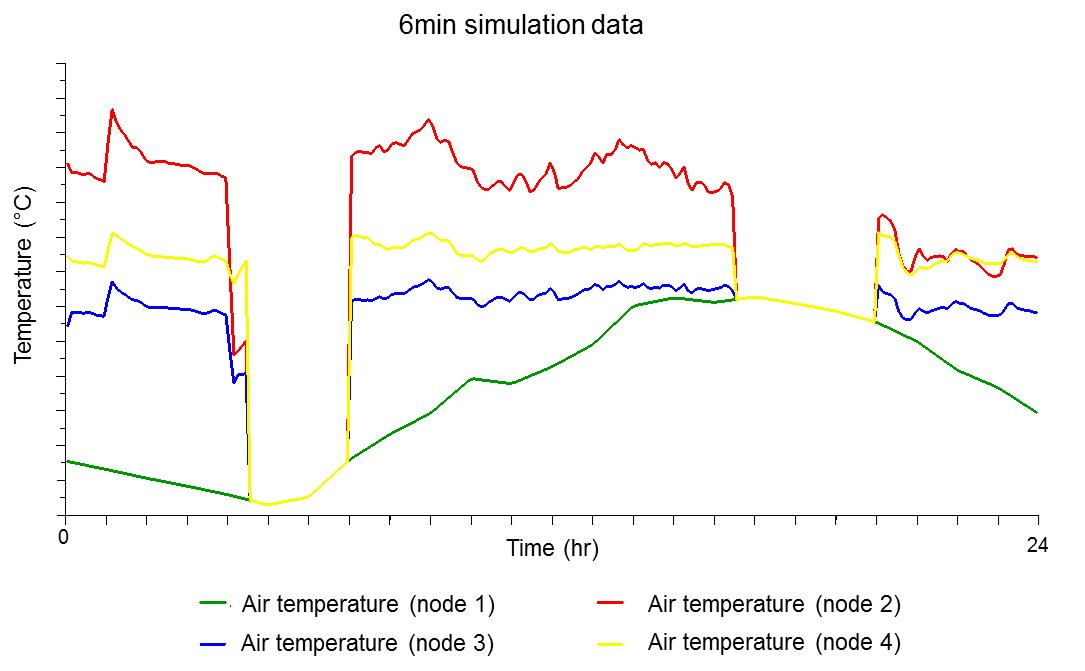 6min simulation data
Temperature (°C)
0
Time (hr)
24
Air temperature (node 1)
Air temperature (node 2)
Air temperature (node 3)
Air temperature (node 4)